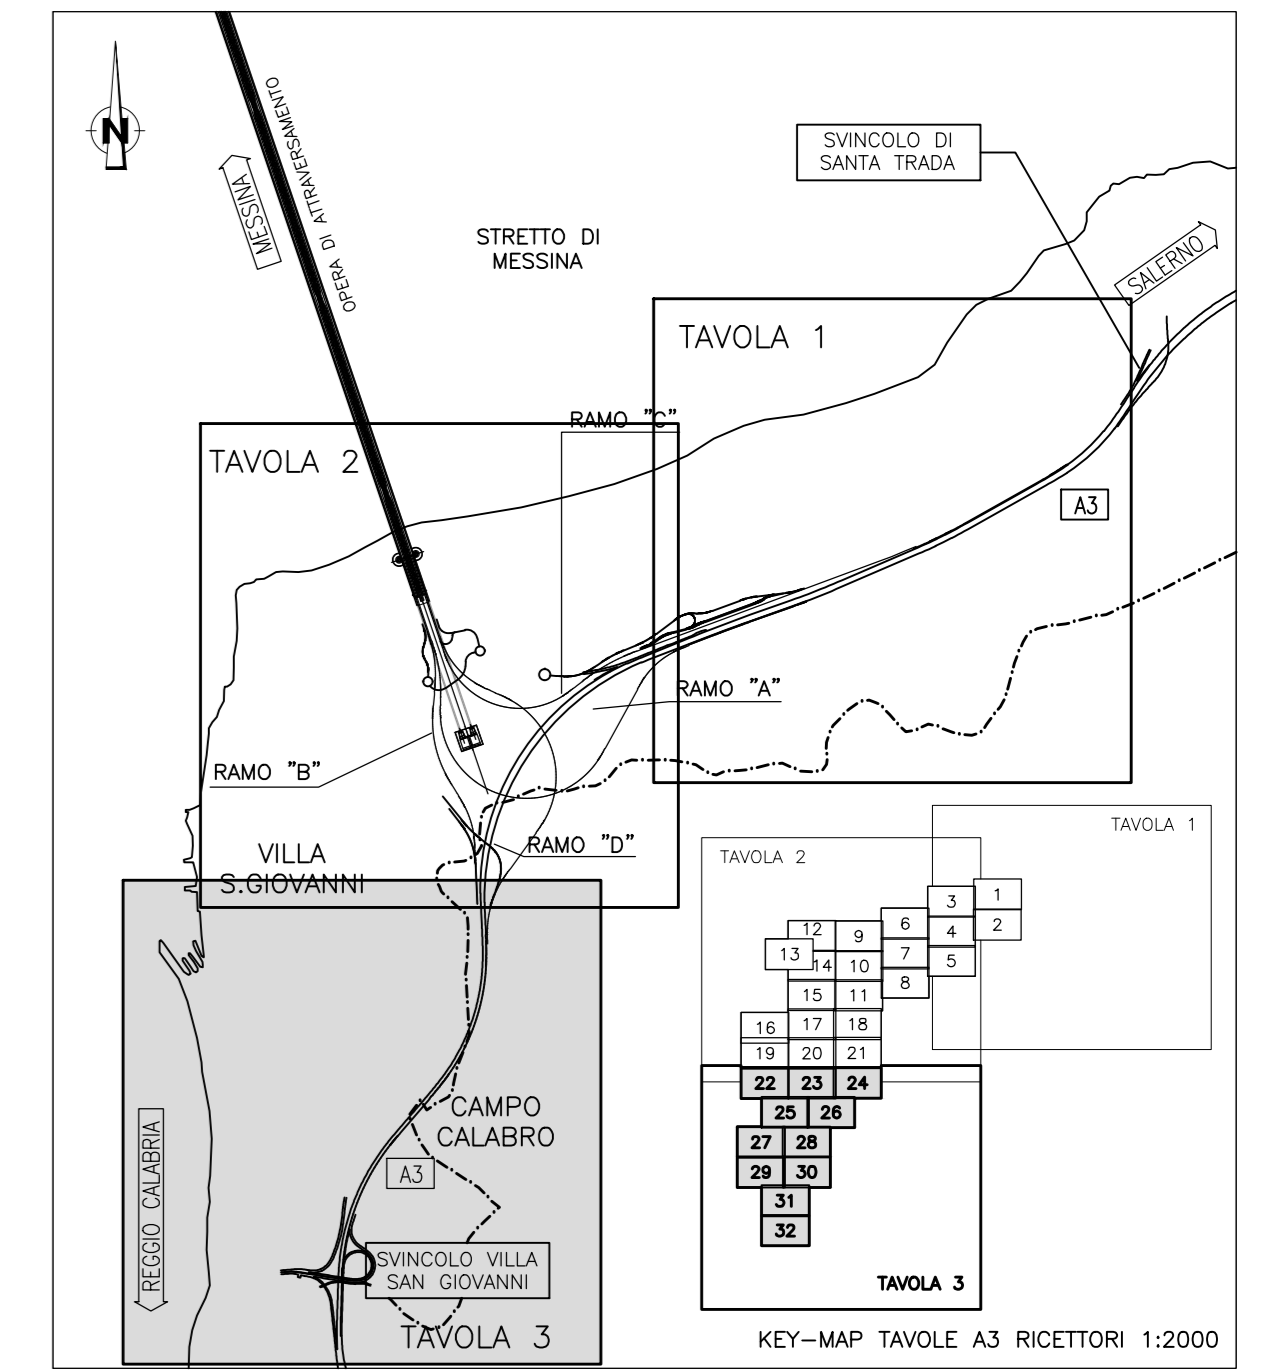 N
OPERA DI ATTRAVERSAMENTO
MESSINA
STRETTO DI
MESSINA
SVINCOLO DI
SANTA TRADA
SALERNO
TAVOLA 1
RAMO "C"
TAVOLA 2
A3
RAMO "A"
RAMO "B"
RAMO "D"
VILLA
S.GIOVANNI
CAMPO
CALABRO
A3
REGGIO CALABRIA
SVINCOLO VILLA
SAN GIOVANNI
TAVOLA 3
TAVOLA 1
TAVOLA 2
1
3
2
6
4
12
9
7
5
13
14
10
8
15
11
16
17
18
19
20
21
22
23
24
25
26
27
28
29
30
31
32
TAVOLA 3
KEY-MAP TAVOLE A3 RICETTORI 1:2000